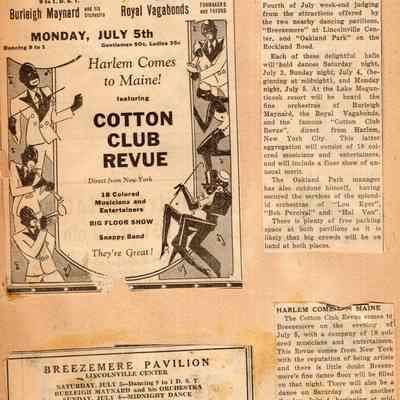 Burleigh Maynard and his Orchestra
Royal Vagabonds
MONDAY, JULY 5th
Dancing 9 to 1
Gentlemen 50c, Ladies 35c
Harlem Comes
to Maine!
featuring
COTTON
CLUB
REVUE
Direct from New York
18 Colored
Musicians and
Entertainers
BIG FLOOR SHOW
Snappy Band
They're Great!
BREEZEMERE PAVILION
LINCOLNVILLE CENTER
SATURDAY, JULY 3—Dancing 9 to 1 D. S. T.
BURLEIGH MAYNARD and his ORCHESTRA
SUNDAY, JULY 4—MIDNIGHT DANCE
Fourth of July week-end judging
from the attractions offered by
the two nearby dancing pavilions,
"Breezemere" at Lincolnville Cen-
ter, and "Oakland Park" on the
Rockland Road.
Each of these delightful halls
will hold dances Saturday night,
July 3, Sunday night, July 4, (be-
ginning at midnight), and Monday
night, July 5. At the Lake Megun-
ticook resort will be heard the
fine orchestras of Burleigh
Maynard, the Royal Vagabonds,
and the famous "Cotton Club
Revue", direct from Harlem,
New York City. This latter
aggregation will consist of 18 col-
ored musicians and entertainers,
and will include a floor show of un-
usual merit.
The Oakland Park manager
has also outdone himself, having
secured the services of the splend-
id orchestras of "Lou Eyer",
"Bob Percival" and "Hal Van".
There is plenty of free parking
space at both pavilions so it is
likely that big crowds will be on
hand at both places.
HARLEM COMES MAINE
The Cotton Club Revue comes to
Breezemere on the evening of
July 5, with a company of 18 col-
ored musicians and entertainers.
This Revue comes from New York
with the reputation of being artists
and there is little doubt Breeze-
mere's fine dance floor will be filled
on that night. There will also be a
dance on Saturday and another